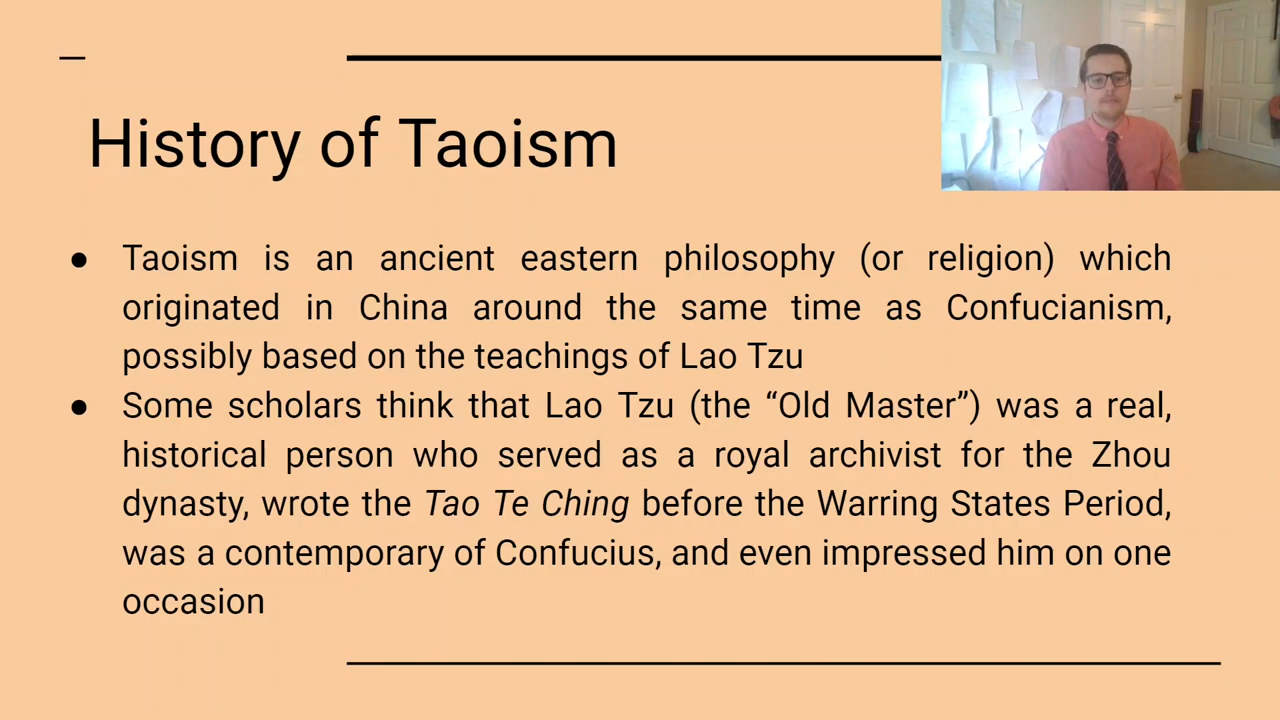 History of Taoism
● Taoism is an ancient eastern philosophy (or religion) which
originated in China around the same time as Confucianism,
possibly based on the teachings of Lao Tzu
● Some scholars think that Lao Tzu (the “Old Master”) was a real,
historical person who served as a royal archivist for the Zhou
dynasty, wrote the Tao Te Ching before the Warring States Period,
was a contemporary of Confucius, and even impressed him on one
occasion